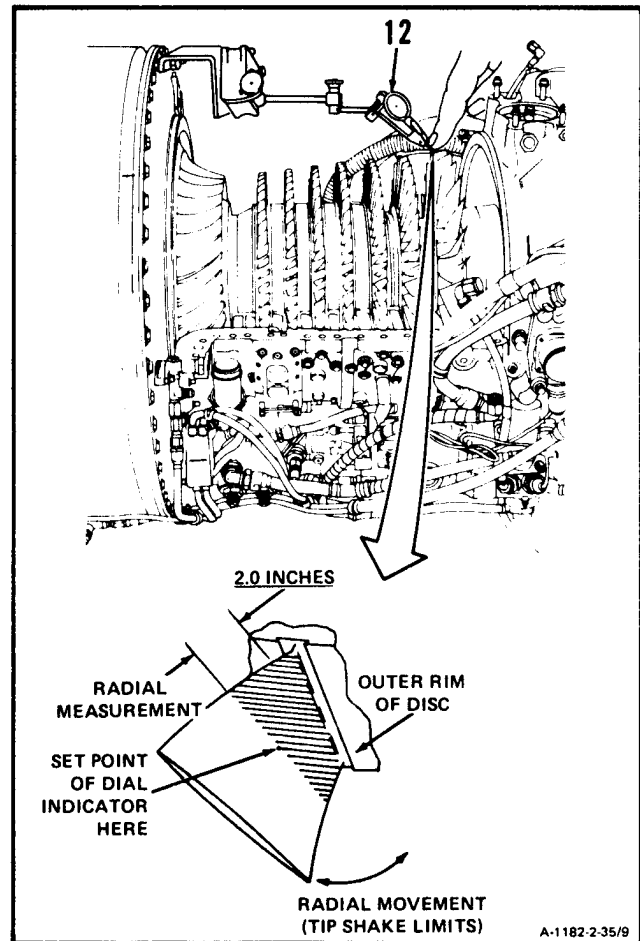 12
2.0 INCHES
RADIAL
MEASUREMENT
OUTER RIM
OF DISC
SET POINT
OF DIAL
INDICATOR
HERE
RADIAL MOVEMENT
(TIP SHAKE LIMITS)
A-1182-2-35/9